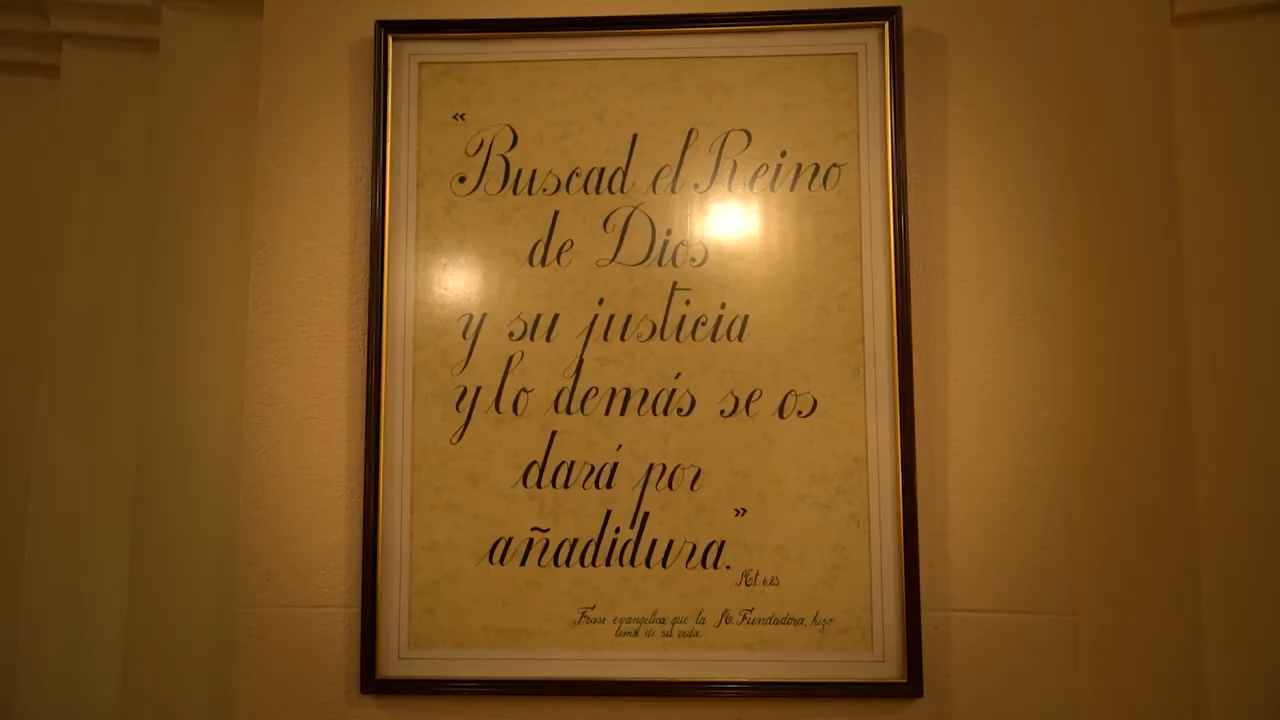 «Buscad el Reino
de Dios
y su justicia
y lo demás se os
dará por
añadidura.»
Mt 6,25
Frase evangélica que la M. Fundadora, hizo
lema de su vida.